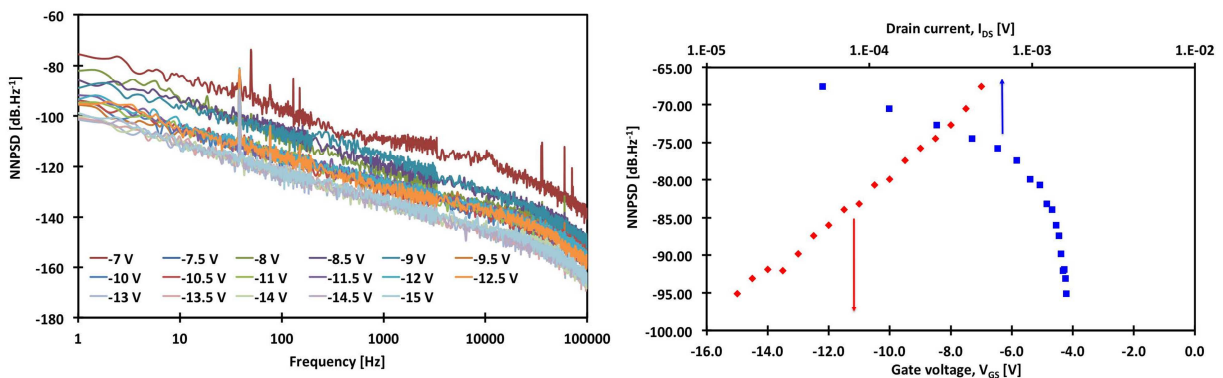 -60
-80
-100
-120
-140
-160
-180
NNPSD [dB.Hz⁻¹]
-7 V -7.5 V -8 V -8.5 V -9 V -9.5 V
-10 V -10.5 V -11 V -11.5 V -12 V -12.5 V
-13 V -13.5 V -14 V -14.5 V -15 V
1 10 100 1000 10000 100000
Frequency [Hz]
Drain current, I_DS [V]
1.E-05 1.E-04 1.E-03 1.E-02
-65.00
-70.00
-75.00
-80.00
-85.00
-90.00
-95.00
-100.00
NNPSD [dB.Hz⁻¹]
-16.0 -14.0 -12.0 -10.0 -8.0 -6.0 -4.0 -2.0 0.0
Gate voltage, V_GS [V]